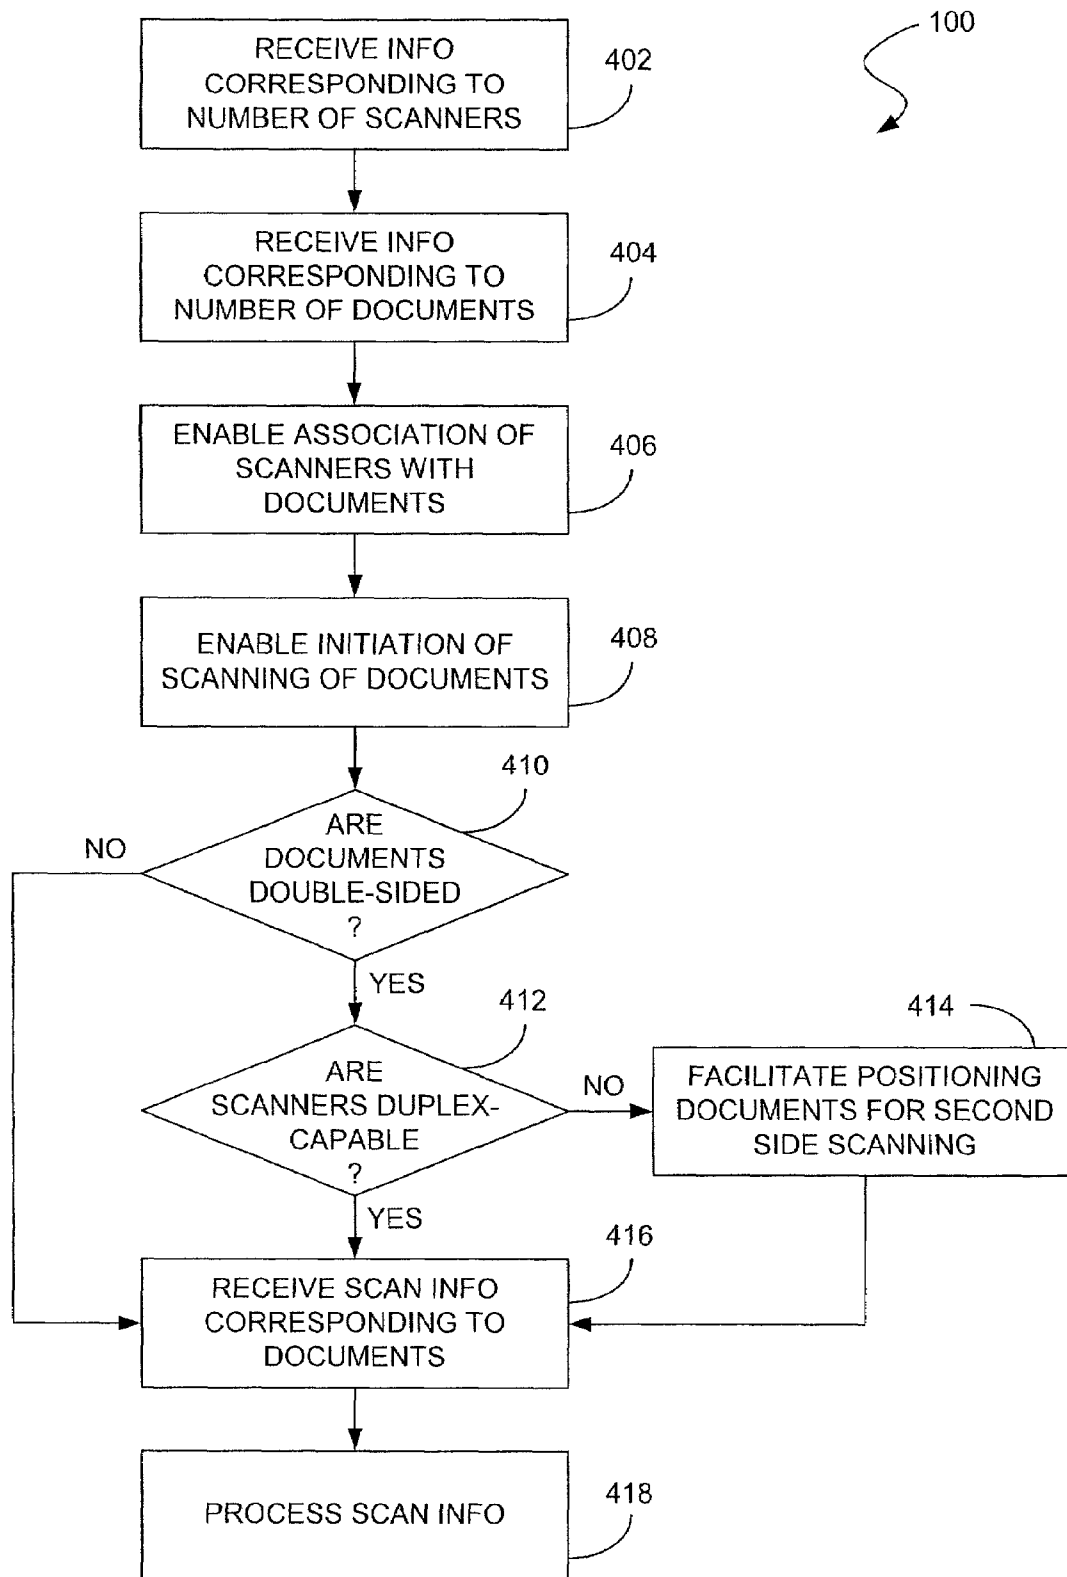 100
RECEIVE INFO
CORRESPONDING TO
NUMBER OF SCANNERS
402
RECEIVE INFO
CORRESPONDING TO
NUMBER OF DOCUMENTS
404
ENABLE ASSOCIATION OF
SCANNERS WITH
DOCUMENTS
406
ENABLE INITIATION OF
SCANNING OF DOCUMENTS
408
410
ARE
DOCUMENTS
DOUBLE-SIDED
?
NO
YES
412
ARE
SCANNERS DUPLEX-
CAPABLE
?
NO
414
FACILITATE POSITIONING
DOCUMENTS FOR SECOND
SIDE SCANNING
YES
416
RECEIVE SCAN INFO
CORRESPONDING TO
DOCUMENTS
PROCESS SCAN INFO
418